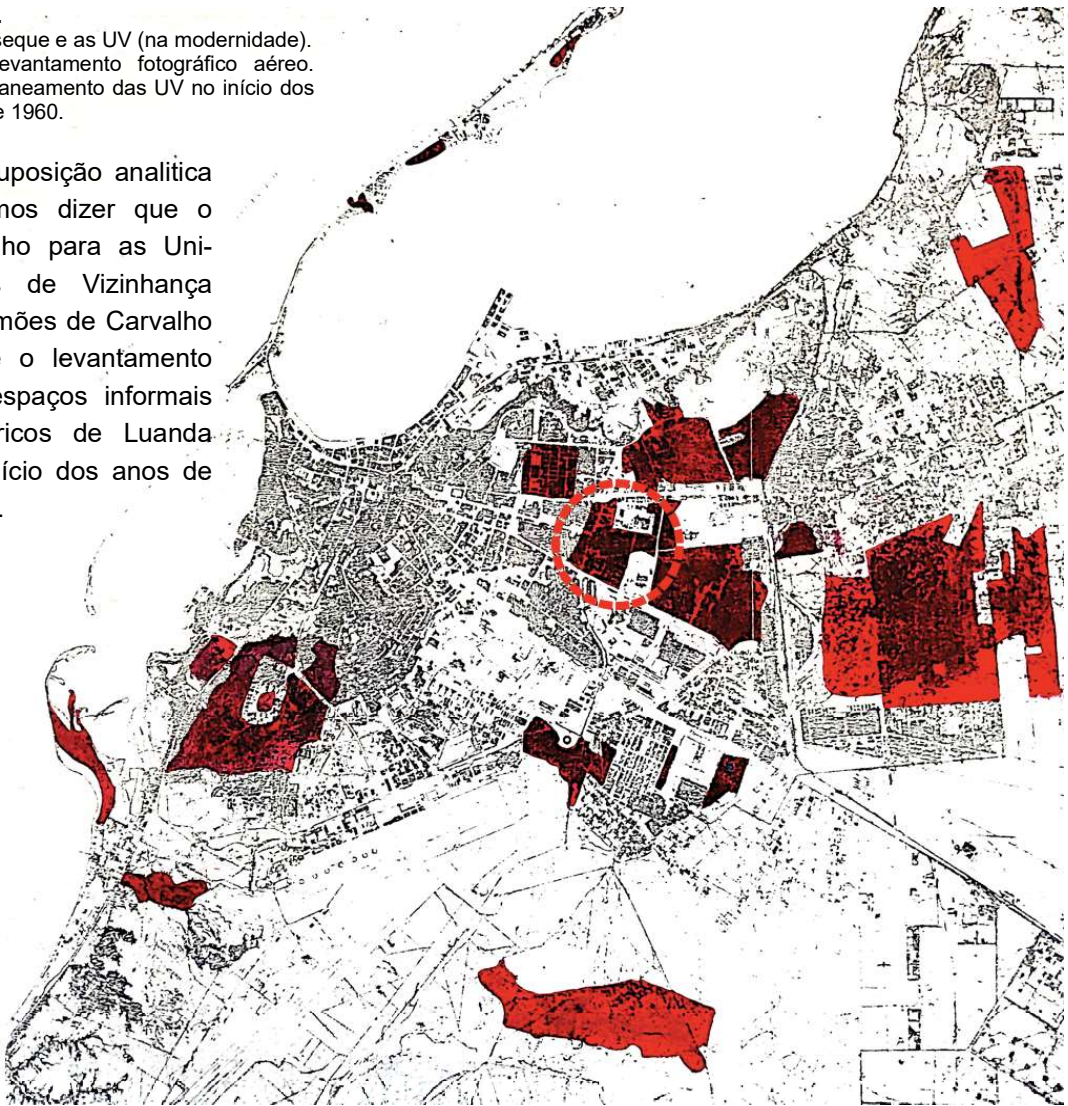 .
seque e as UV (na modernidade).
evantamento fotográfico aéreo.
aneamento das UV no início dos
e 1960.
uposição analitica
mos dizer que o
ho para as Uni-
s de Vizinhança
mões de Carvalho
e o levantamento
espaços informais
ricos de Luanda
ício dos anos de
.